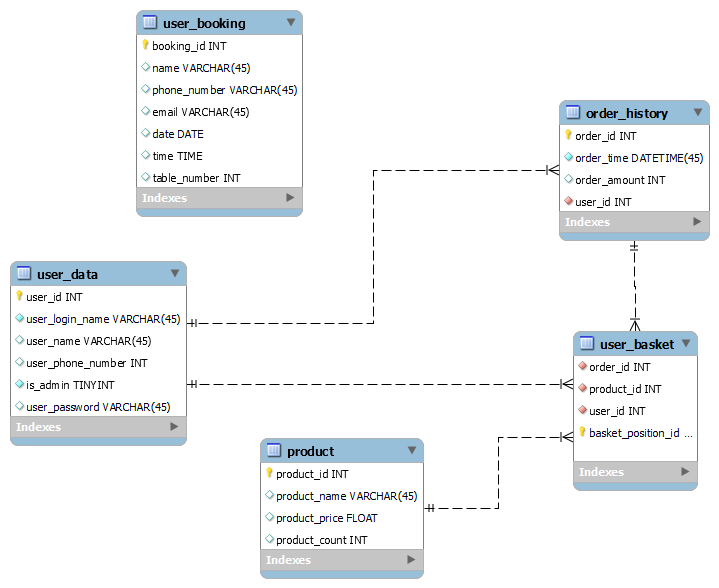 user_booking
booking_id INT
name VARCHAR(45)
phone_number VARCHAR(45)
email VARCHAR(45)
date DATE
time TIME
table_number INT
Indexes
order_history
order_id INT
order_time DATETIME(45)
order_amount INT
user_id INT
Indexes
user_data
user_id INT
user_login_name VARCHAR(45)
user_name VARCHAR(45)
user_phone_number INT
is_admin TINYINT
user_password VARCHAR(45)
Indexes
user_basket
order_id INT
product_id INT
user_id INT
basket_position_id ...
Indexes
product
product_id INT
product_name VARCHAR(45)
product_price FLOAT
product_count INT
Indexes